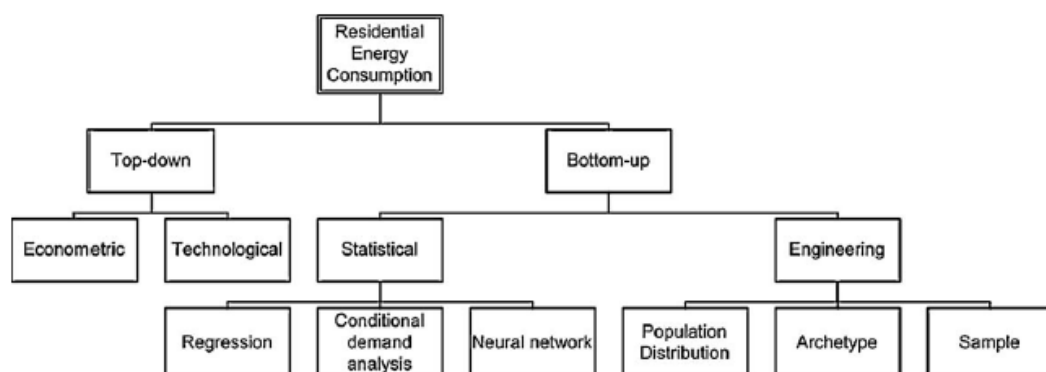 Residential
Energy
Consumption
Top-down
Bottom-up
Econometric
Technological
Statistical
Engineering
Regression
Conditional
demand
analysis
Neural network
Population
Distribution
Archetype
Sample